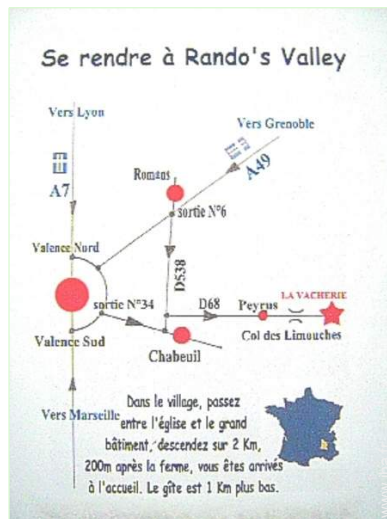 Se rendre à Rando's Valley
Vers Lyon
Vers Grenoble
A7
A49
Romans
sortie N°6
Valence Nord
D538
sortie N°34
D68
Peyrus
LA VACHERIE
Valence Sud
Chabeuil
Col des Limouches
Vers Marseille
Dans le village, passez
entre l'église et le grand
bâtiment, descendez sur 2 Km,
200m après la ferme, vous êtes arrivés
à l'accueil. Le gîte est 1 Km plus bas.